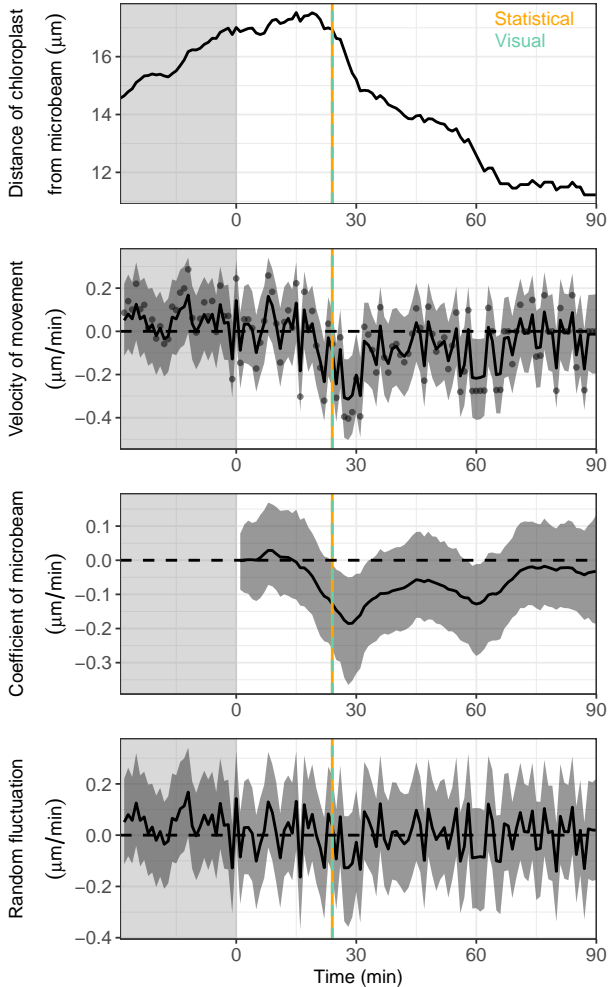 Distance of chloroplast
from microbeam (μm)
Statistical
Visual
16
14
12
0
30
60
90
Velocity of movement
(μm/min)
0.2
0.0
−0.2
−0.4
0
30
60
90
Coefficient of microbeam
(μm/min)
0.1
0.0
−0.1
−0.2
−0.3
0
30
60
90
Random fluctuation
(μm/min)
0.2
0.0
−0.2
−0.4
0
30
60
90
Time (min)